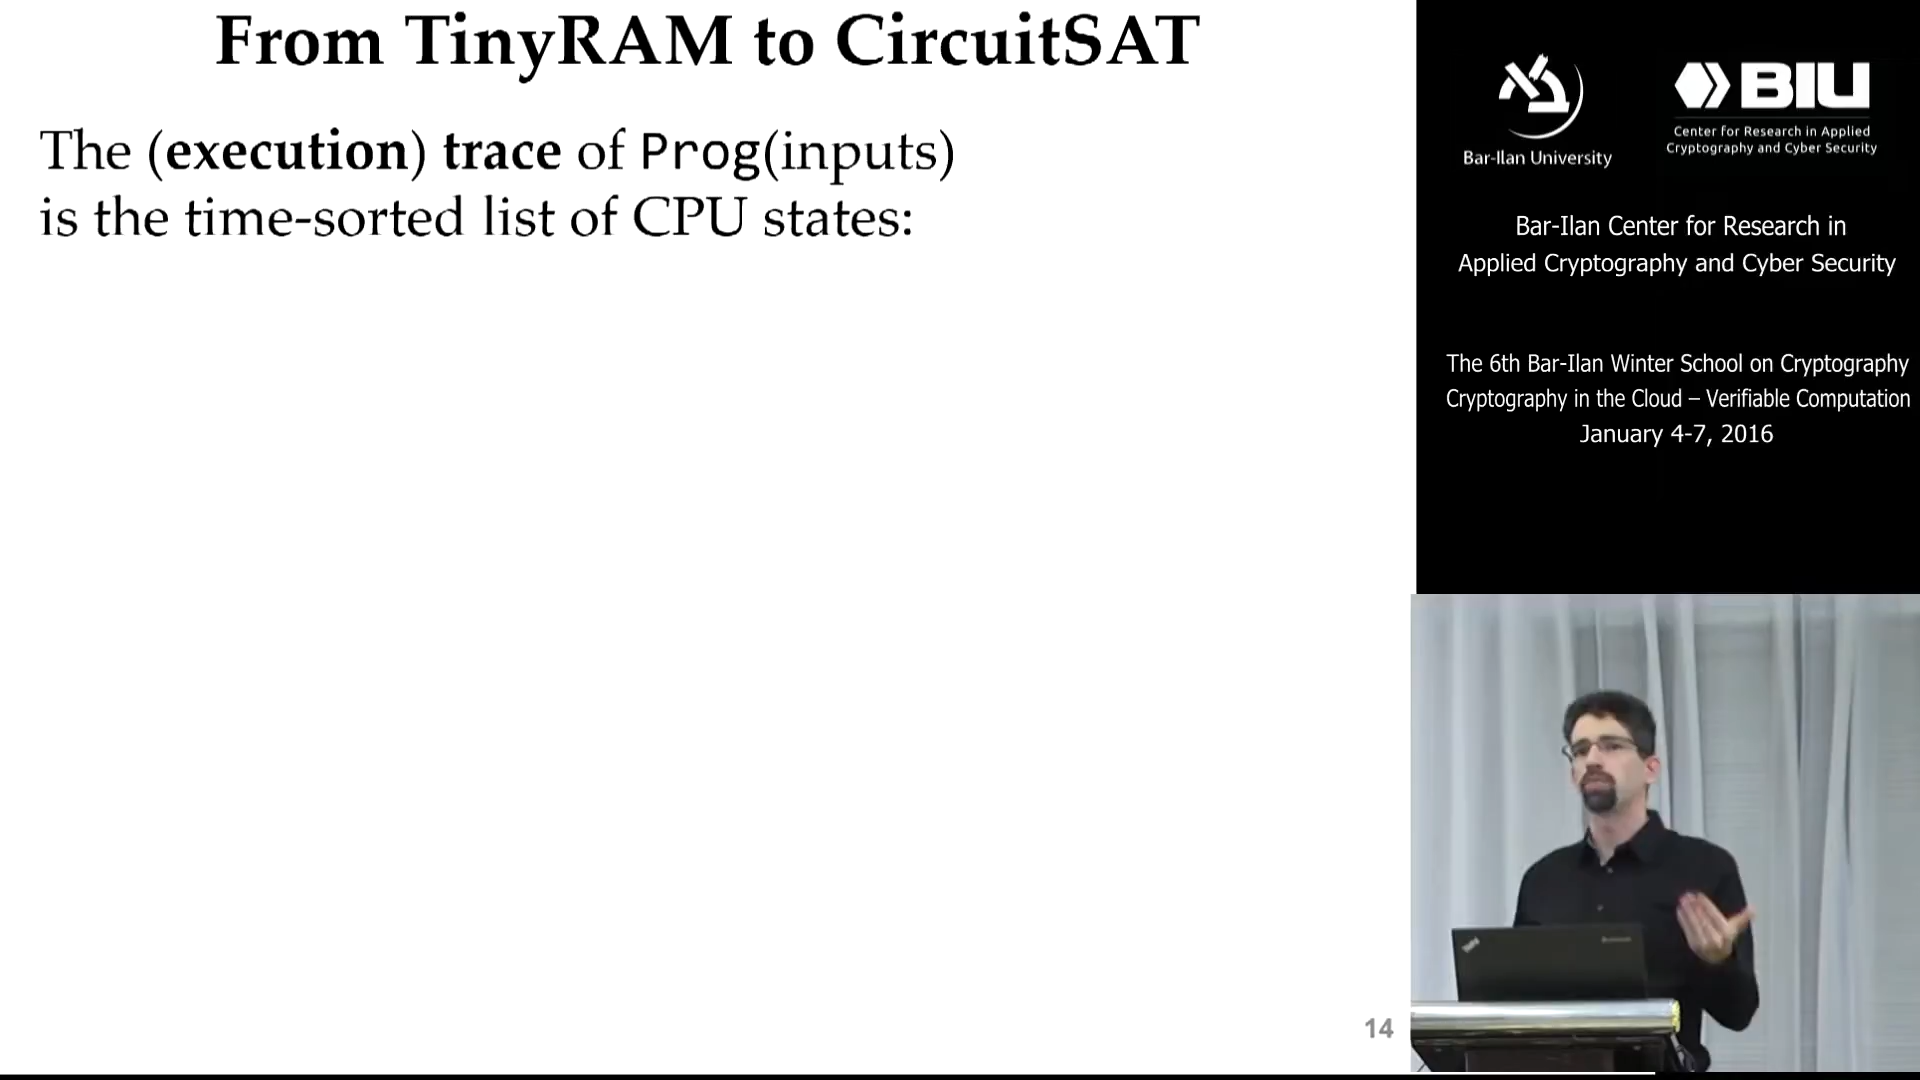 From TinyRAM to CircuitSAT
The (execution) trace of Prog(inputs)
is the time-sorted list of CPU states:
14
Bar-Ilan University
BIU
Center for Research in Applied
Cryptography and Cyber Security
Bar-Ilan Center for Research in
Applied Cryptography and Cyber Security
The 6th Bar-Ilan Winter School on Cryptography
Cryptography in the Cloud – Verifiable Computation
January 4-7, 2016